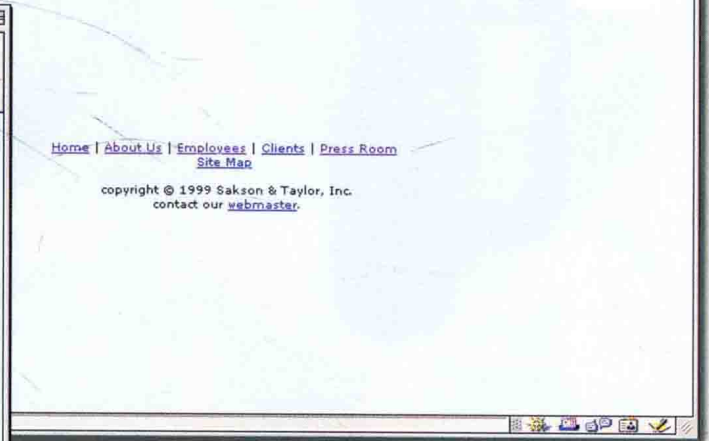 Home | About Us | Employees | Clients | Press Room
Site Map
copyright © 1999 Sakson & Taylor, Inc.
contact our webmaster.